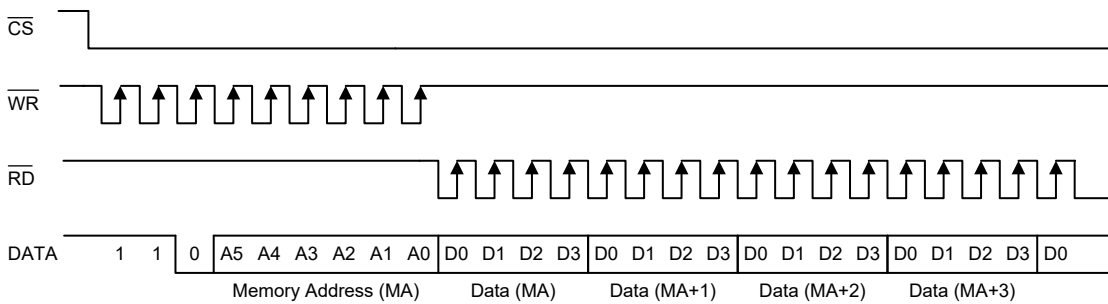 CS
WR
RD
DATA 1 1 0 A5 A4 A3 A2 A1 A0 D0 D1 D2 D3 D0 D1 D2 D3 D0 D1 D2 D3 D0 D1 D2 D3 D0
Memory Address (MA) Data (MA) Data (MA+1) Data (MA+2) Data (MA+3)